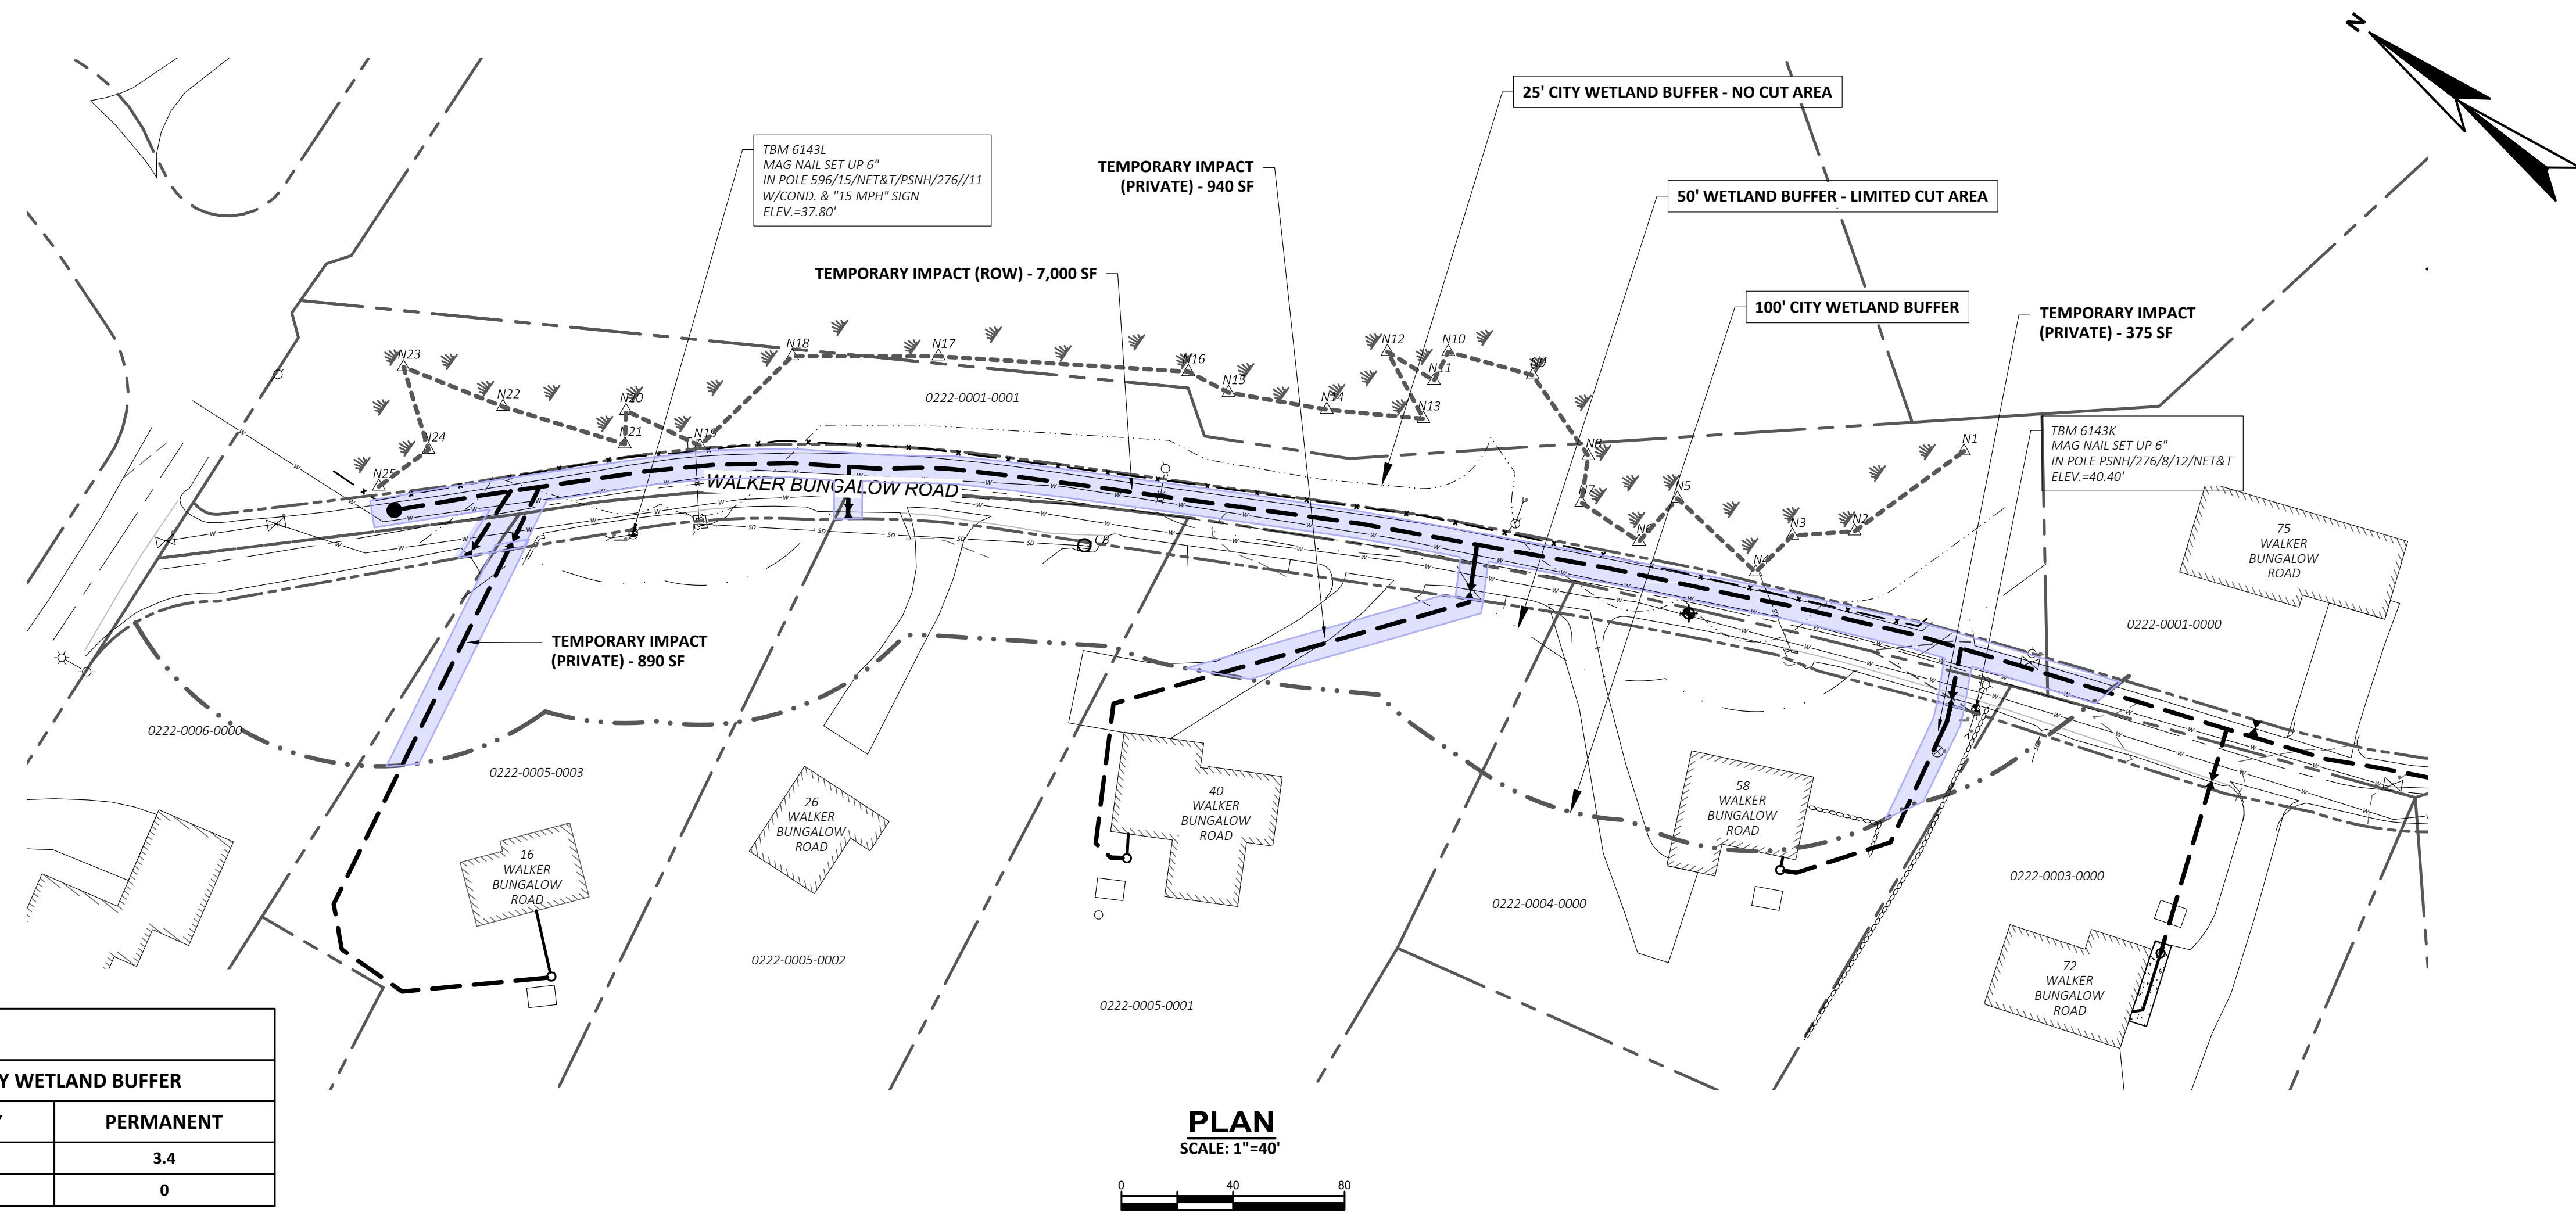 N
25' CITY WETLAND BUFFER - NO CUT AREA
TBM 6143L
MAG NAIL SET UP 6"
IN POLE 596/15/NET&T/PSNH/276//11
W/COND. & "15 MPH" SIGN
ELEV.=37.80'
TEMPORARY IMPACT
(PRIVATE) - 940 SF
50' WETLAND BUFFER - LIMITED CUT AREA
TEMPORARY IMPACT (ROW) - 7,000 SF
100' CITY WETLAND BUFFER
TEMPORARY IMPACT
(PRIVATE) - 375 SF
N23
N22
N20
N21
N19
N24
N25
N18
N17
N16
N15
N14
N13
N12
N11
N10
N9
N8
N7
N6
N5
N4
N3
N2
N1
0222-0001-0001
TBM 6143K
MAG NAIL SET UP 6"
IN POLE PSNH/276/8/12/NET&T
ELEV.=40.40'
WALKER BUNGALOW ROAD
CB
75
WALKER
BUNGALOW
ROAD
0222-0001-0000
TEMPORARY IMPACT
(PRIVATE) - 890 SF
0222-0006-0000
0222-0005-0003
26
WALKER
BUNGALOW
ROAD
40
WALKER
BUNGALOW
ROAD
58
WALKER
BUNGALOW
ROAD
16
WALKER
BUNGALOW
ROAD
0222-0004-0000
0222-0003-0000
0222-0005-0002
0222-0005-0001
72
WALKER
BUNGALOW
ROAD
Y WETLAND BUFFER
PERMANENT
3.4
0
PLAN
SCALE: 1"=40'
0 40 80